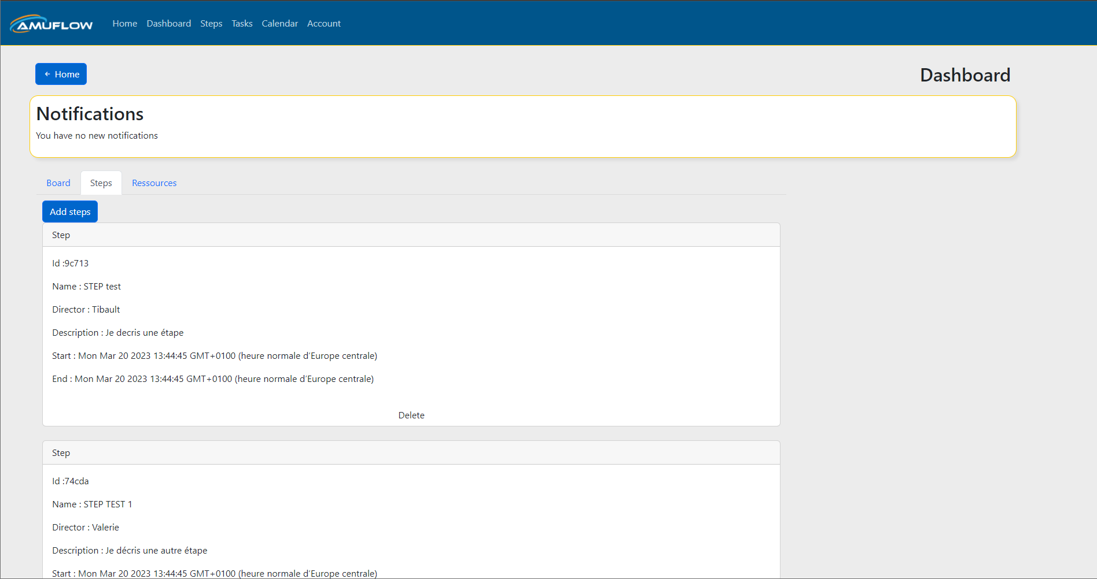 AMUFLOW Home Dashboard Steps Tasks Calendar Account
← Home
Dashboard
Notifications
You have no new notifications
Board Steps Ressources
Add steps
Step
Id :9c713
Name : STEP test
Director : Tibault
Description : Je decris une étape
Start : Mon Mar 20 2023 13:44:45 GMT+0100 (heure normale d'Europe centrale)
End : Mon Mar 20 2023 13:44:45 GMT+0100 (heure normale d'Europe centrale)
Delete
Step
Id :74cda
Name : STEP TEST 1
Director : Valerie
Description : Je décris une autre étape
Start : Mon Mar 20 2023 13:44:45 GMT+0100 (heure normale d'Europe centrale)